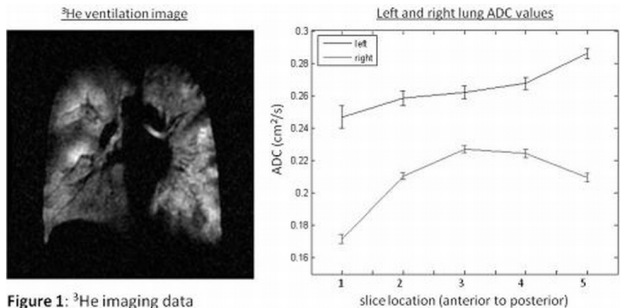 ³He ventilation image
Left and right lung ADC values
left
right
0.3
0.28
0.26
0.24
0.22
0.2
0.18
0.16
ADC (cm²/s)
1 2 3 4 5
slice location (anterior to posterior)
Figure 1: ³He imaging data